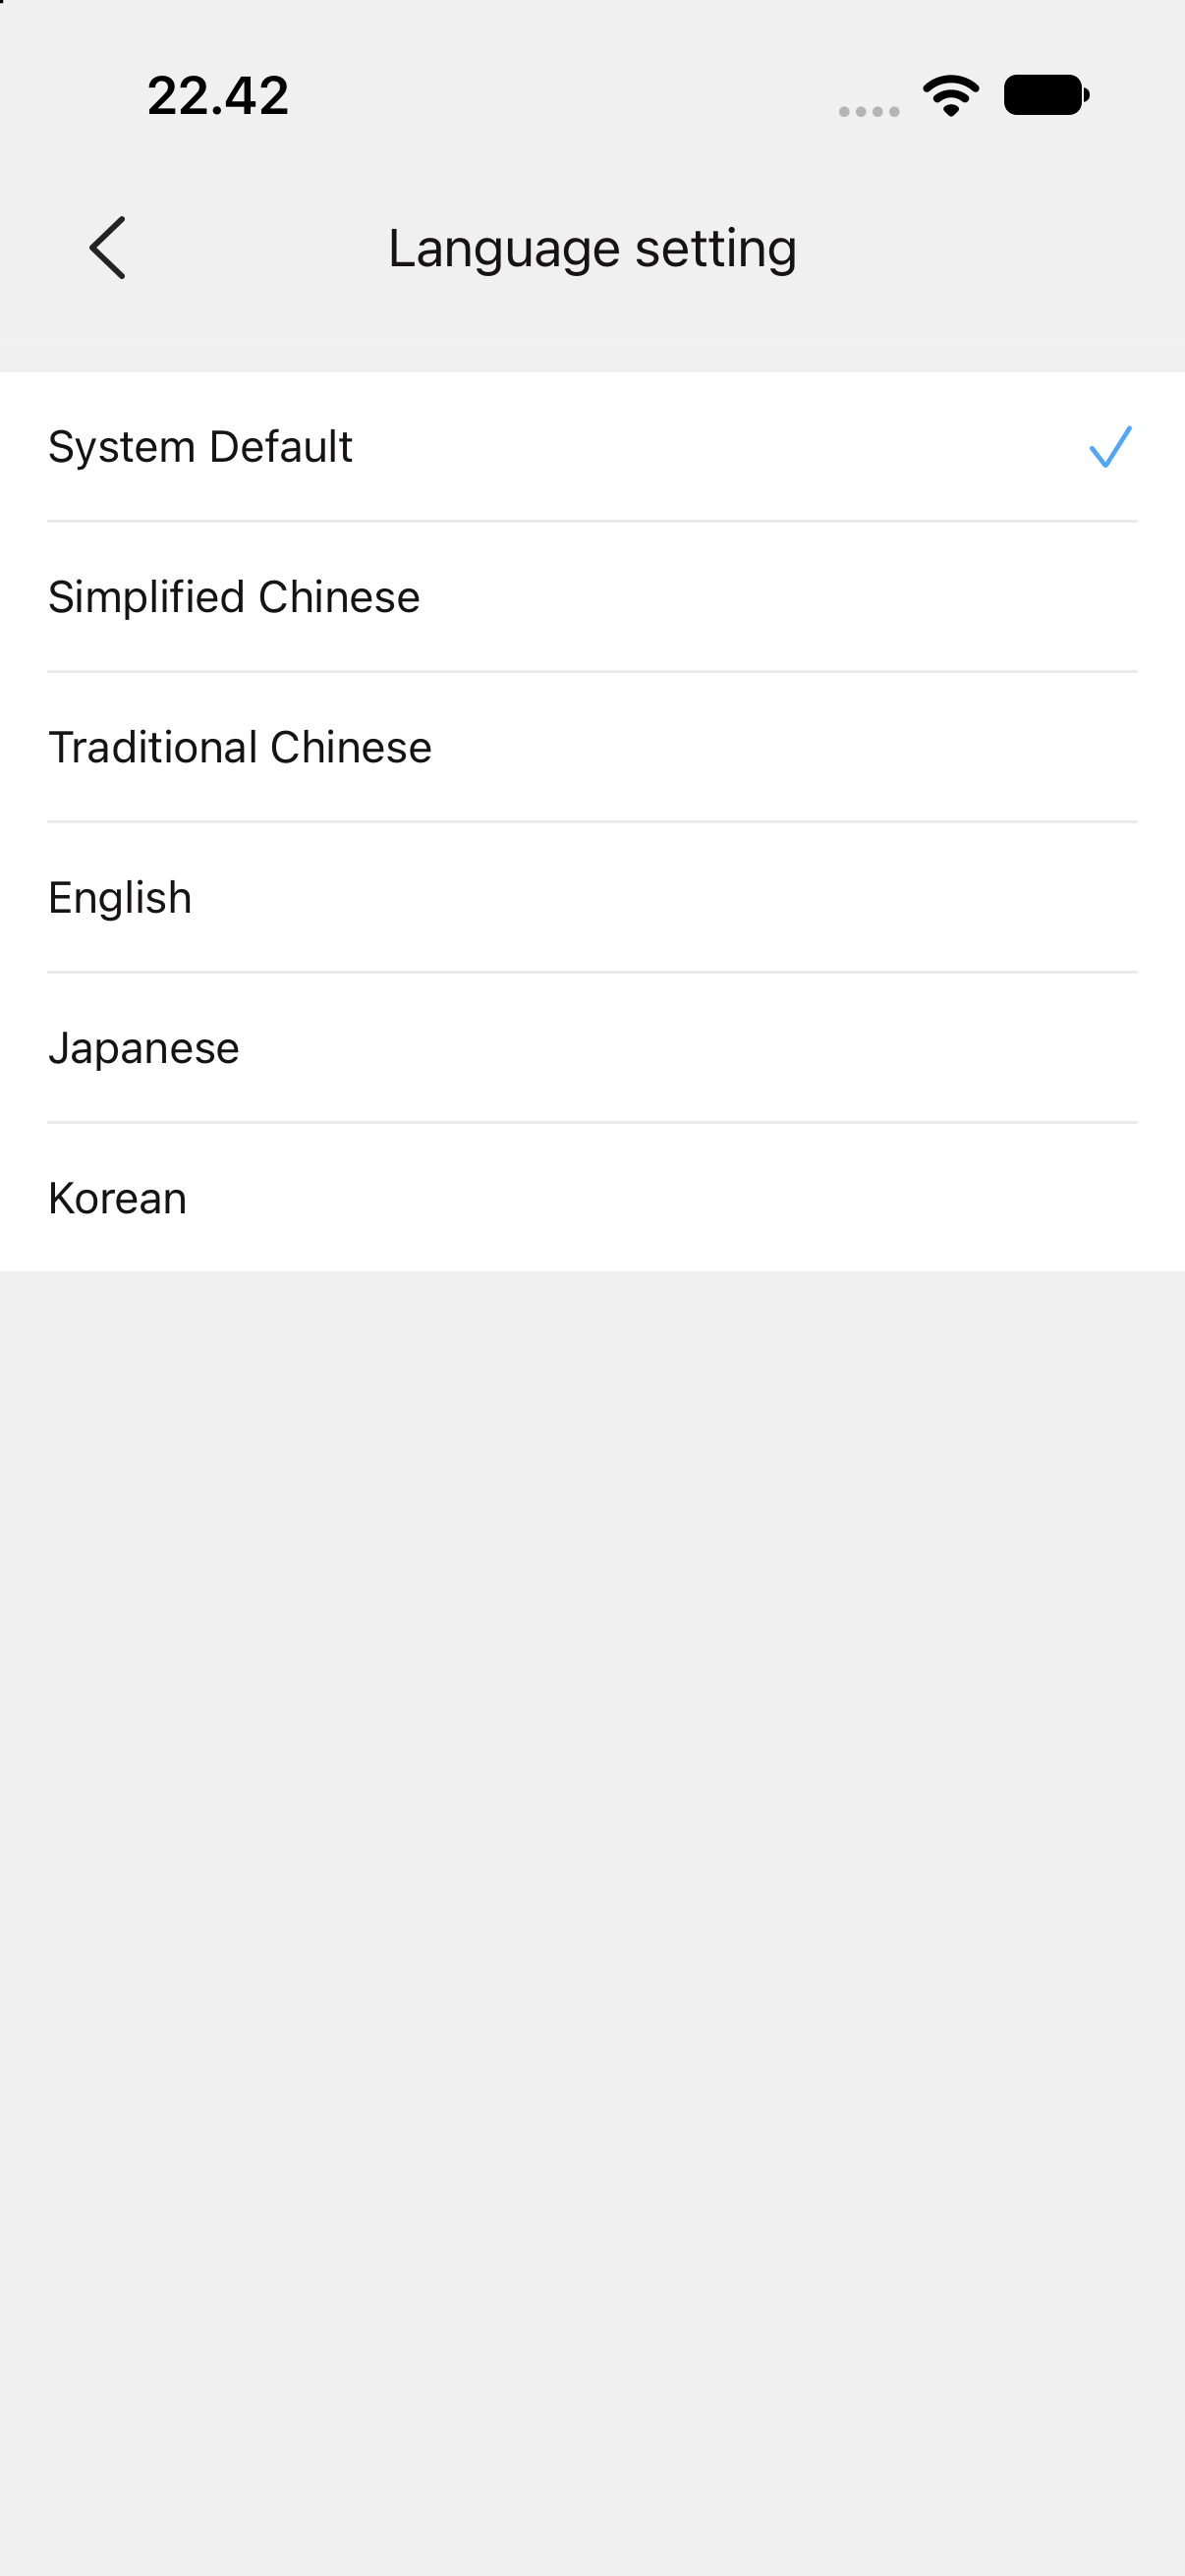 22.42
Language setting
System Default
Simplified Chinese
Traditional Chinese
English
Japanese
Korean